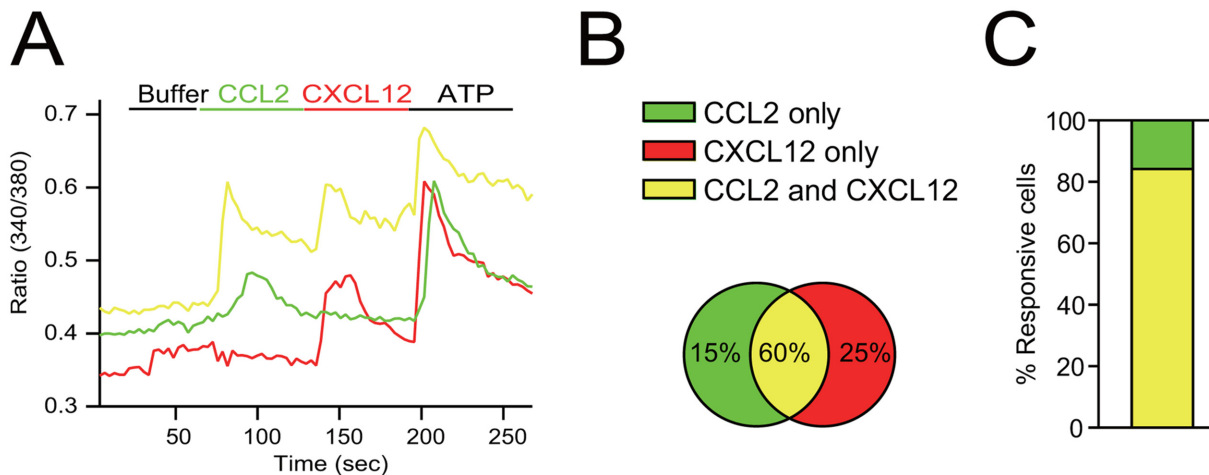 A
B
C
Buffer CCL2 CXCL12 ATP
0.7
0.6
0.5
0.4
0.3
Ratio (340/380)
50 100 150 200 250
Time (sec)
CCL2 only
CXCL12 only
CCL2 and CXCL12
15% 60% 25%
100
80
60
40
20
0
% Responsive cells